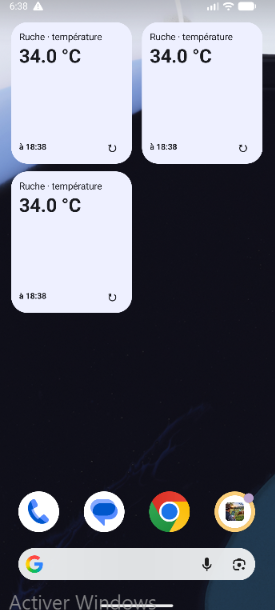 6:38
Ruche · température
34.0 °C
à 18:38
Ruche · température
34.0 °C
à 18:38
Ruche · température
34.0 °C
à 18:38
Activer Windows